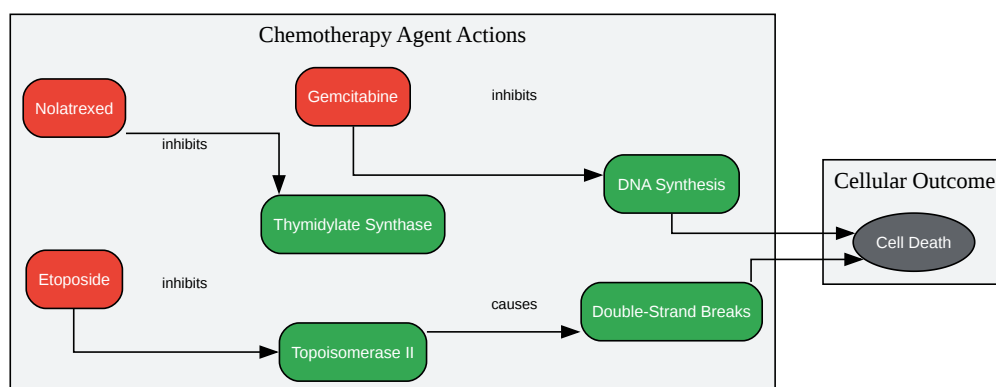 Chemotherapy Agent Actions
Nolatrexed
Gemcitabine
inhibits
inhibits
DNA Synthesis
Thymidylate Synthase
Cellular Outcome
Cell Death
Etoposide
inhibits
causes
Double-Strand Breaks
Topoisomerase II